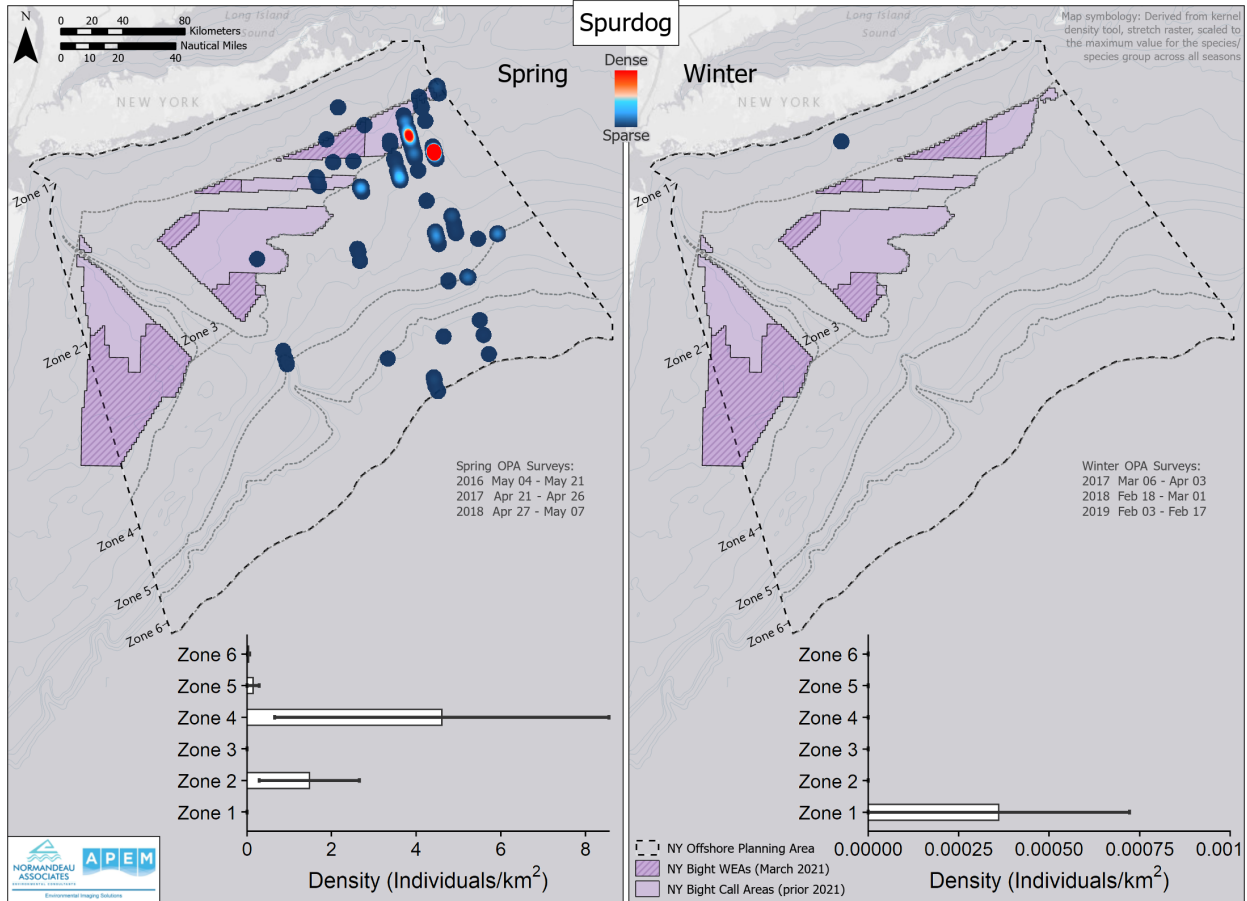 Spurdog
N
0 20 40 80
Kilometers
Nautical Miles
0 10 20 40
Long Island
Sound
NEW YORK
Spring
Dense
Sparse
Zone 1
Zone 2
Zone 3
Zone 4
Zone 5
Zone 6
Spring OPA Surveys:
2016 May 04 - May 21
2017 Apr 21 - Apr 26
2018 Apr 27 - May 07
Zone 6
Zone 5
Zone 4
Zone 3
Zone 2
Zone 1
0 2 4 6 8
Density (Individuals/km²)
NORMANDEAU
ASSOCIATES
ENVIRONMENTAL CONSULTANTS
APEM
Environmental Imaging Solutions
Winter
Long Island
Sound
NEW YORK
Map symbology: Derived from kernel
density tool, stretch raster, scaled to
the maximum value for the species/
species group across all seasons
Zone 1
Zone 2
Zone 3
Zone 4
Zone 5
Zone 6
Winter OPA Surveys:
2017 Mar 06 - Apr 03
2018 Feb 18 - Mar 01
2019 Feb 03 - Feb 17
Zone 6
Zone 5
Zone 4
Zone 3
Zone 2
Zone 1
0.00000 0.00025 0.00050 0.00075 0.001
Density (Individuals/km²)
NY Offshore Planning Area
NY Bight WEAs (March 2021)
NY Bight Call Areas (prior 2021)